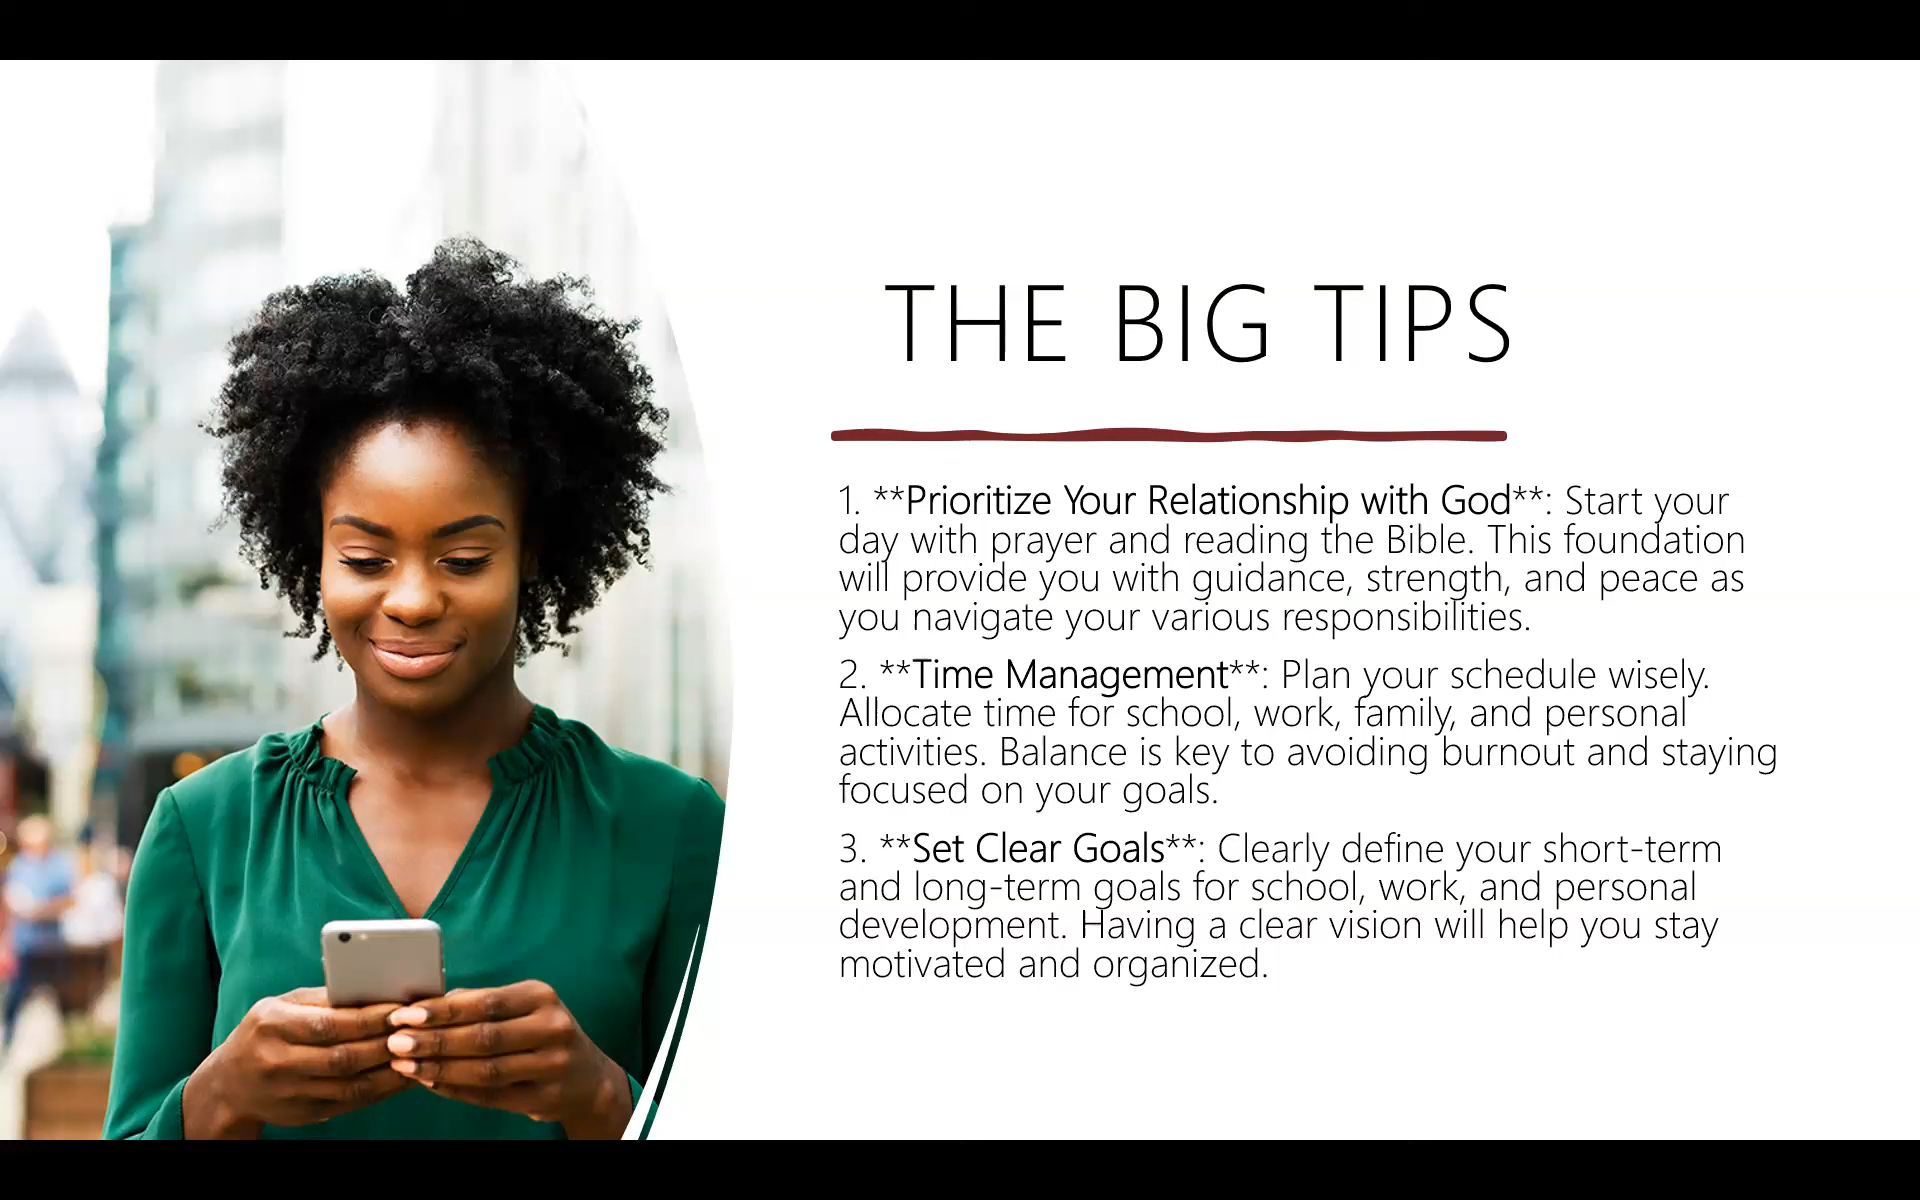 THE BIG TIPS
1. **Prioritize Your Relationship with God**: Start your
day with prayer and reading the Bible. This foundation
will provide you with guidance, strength, and peace as
you navigate your various responsibilities.
2. **Time Management**: Plan your schedule wisely.
Allocate time for school, work, family, and personal
activities. Balance is key to avoiding burnout and staying
focused on your goals.
3. **Set Clear Goals**: Clearly define your short-term
and long-term goals for school, work, and personal
development. Having a clear vision will help you stay
motivated and organized.